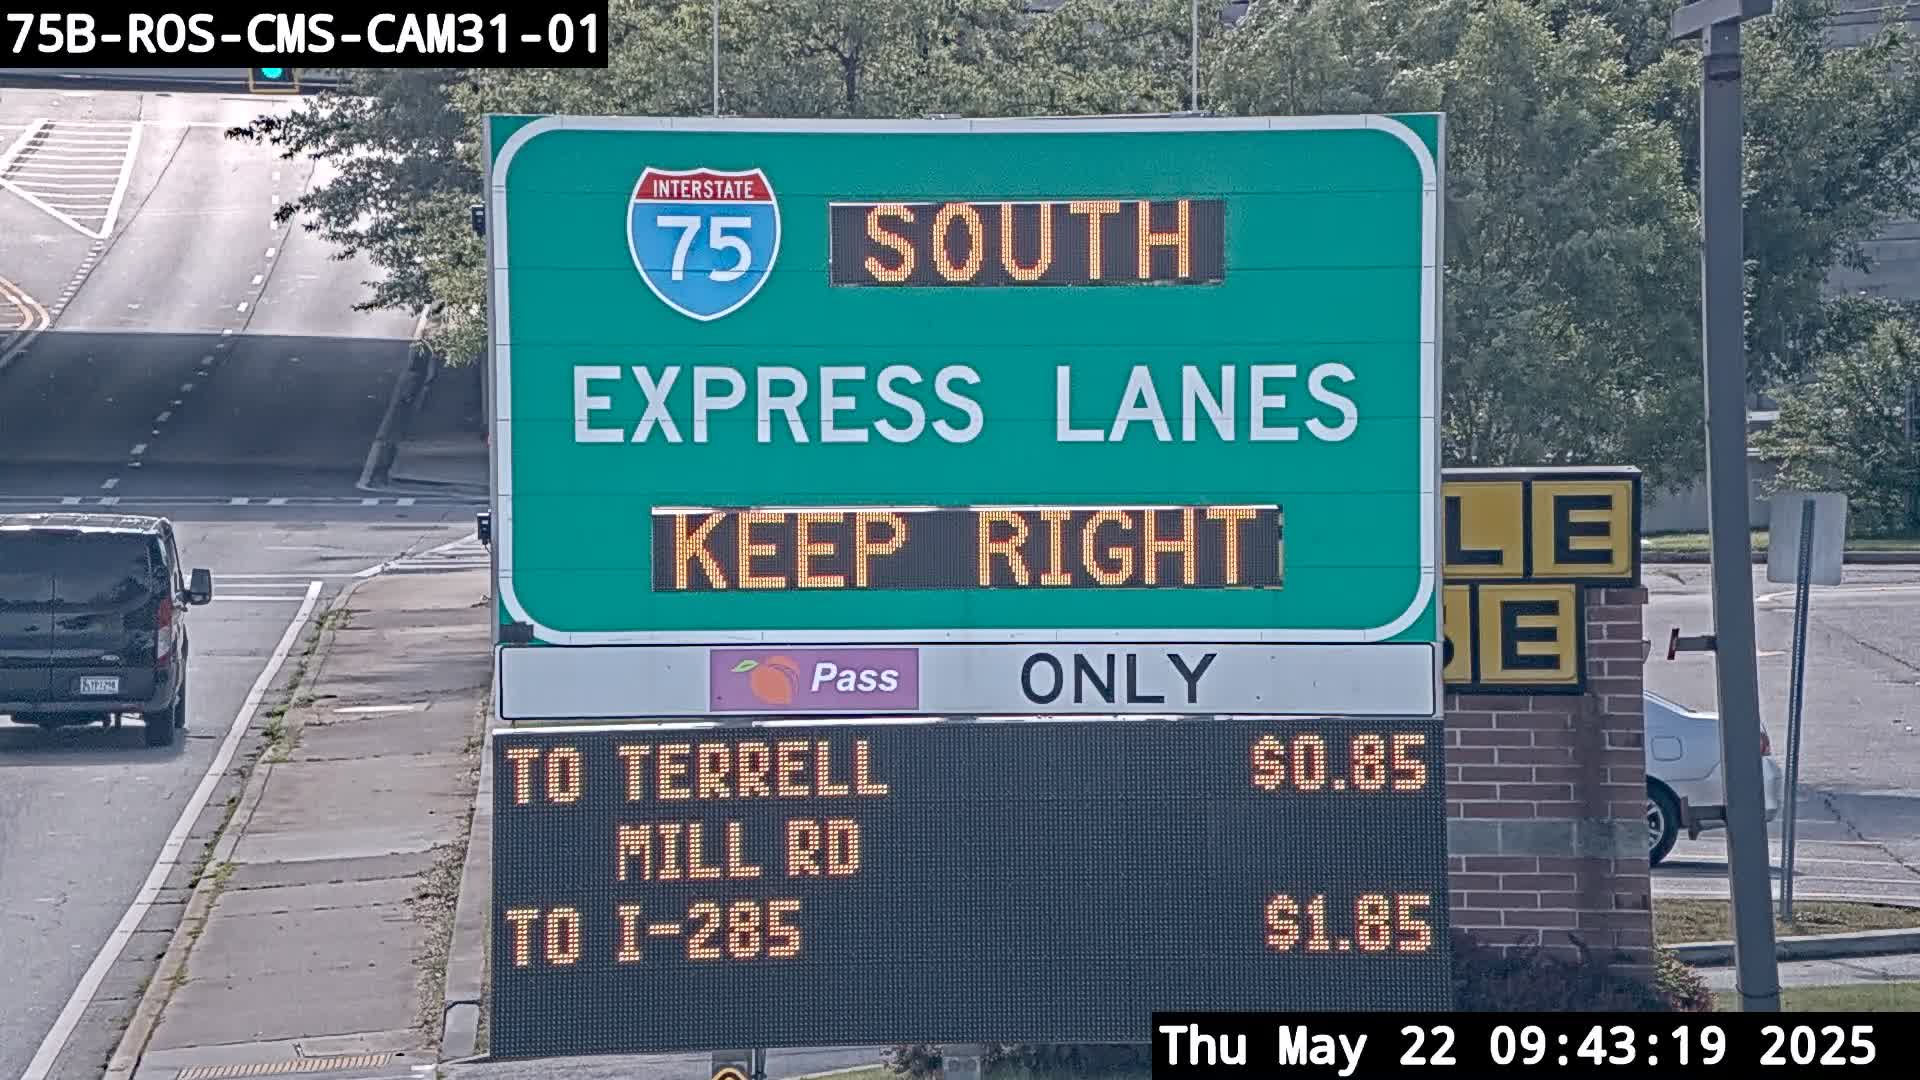 75B-ROS-CMS-CAM31-01
INTERSTATE
75
SOUTH
EXPRESS LANES
KEEP RIGHT
Pass ONLY
TO TERRELL $0.85
MILL RD
TO I-285 $1.85
LE
E
Thu May 22 09:43:19 2025